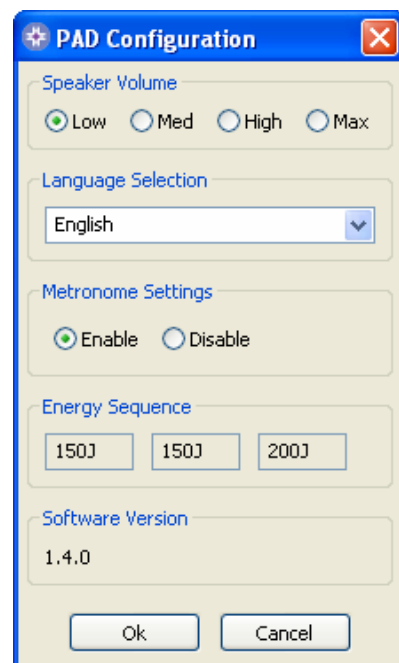 PAD Configuration
Speaker Volume
Low Med High Max
Language Selection
English
Metronome Settings
Enable Disable
Energy Sequence
150J 150J 200J
Software Version
1.4.0
Ok Cancel